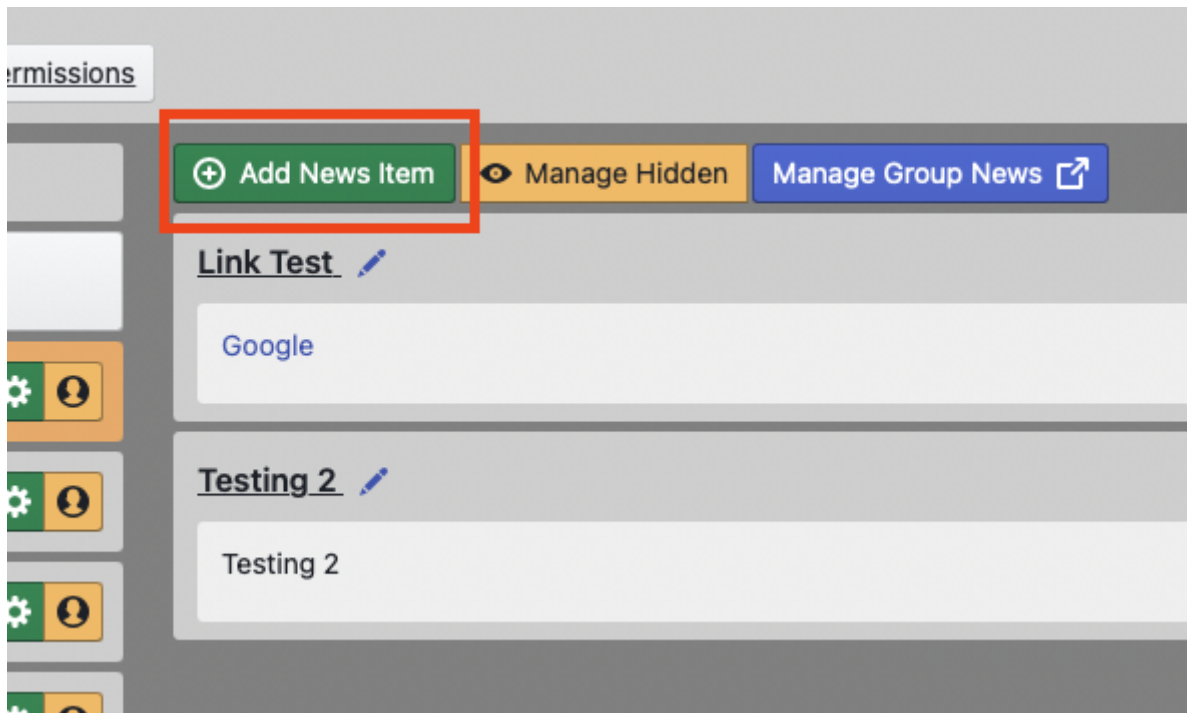 ermissions
Add News Item
Manage Hidden
Manage Group News
Link Test
Google
Testing 2
Testing 2